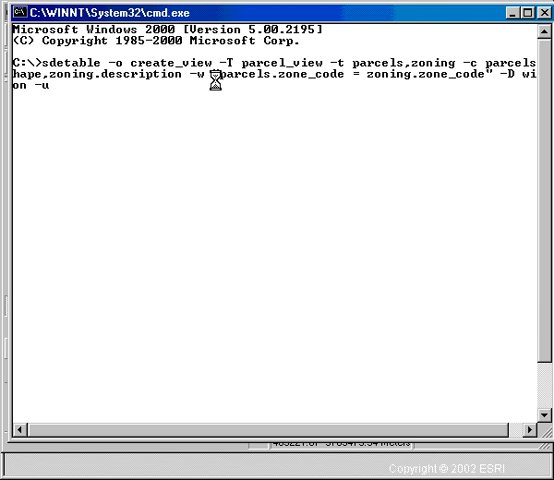 C:\WINNT\System32\cmd.exe
Microsoft Windows 2000 [Version 5.00.2195]
(C) Copyright 1985-2000 Microsoft Corp.
C:\>sdetable -o create_view -T parcel_view -t parcels,zoning -c parcels
hape,zoning.description -w "parcels.zone_code = zoning.zone_code" -D wi
on -u
Meters
Copyright © 2002 ESRI